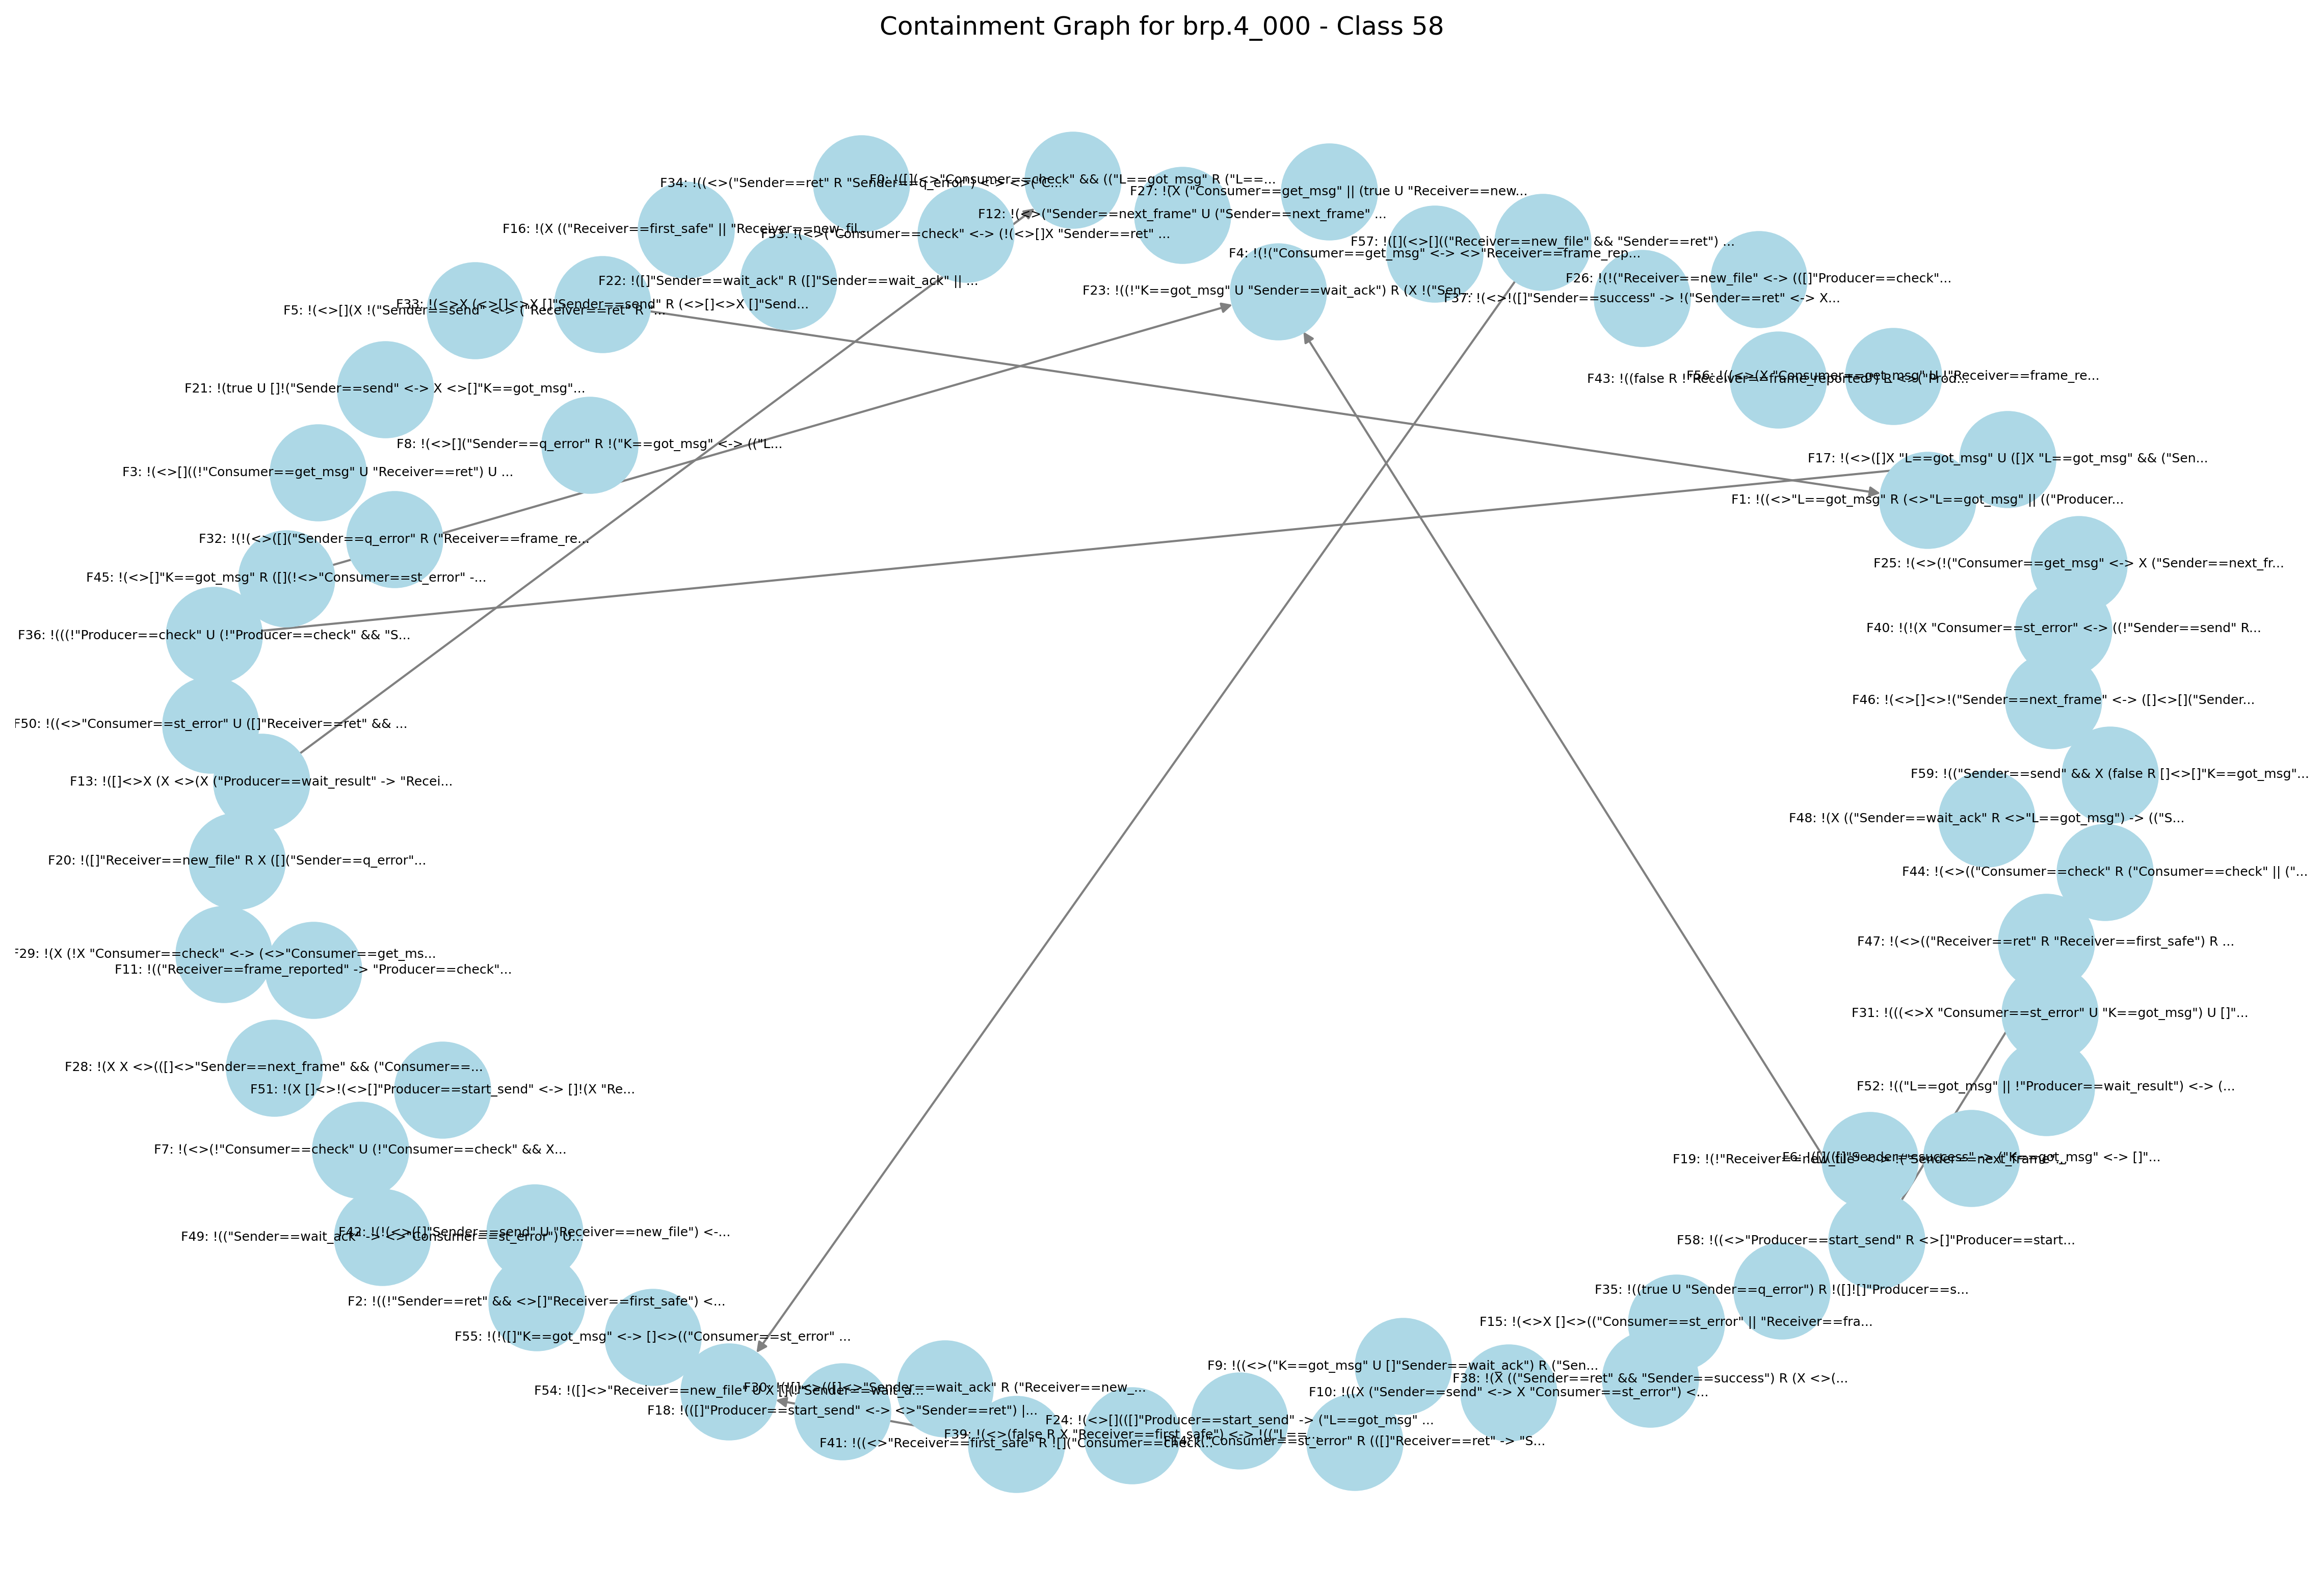 Containment Graph for brp.4_000 - Class 58
F34: !((<>("Sender==ret" R "Sender==q_error") <-> <>("C...
F0: !([](<>"Consumer==check" && (("L==got_msg" R ("L==...
F27: !(X ("Consumer==get_msg" || (true U "Receiver==new...
F12: !(<>("Sender==next_frame" U ("Sender==next_frame" ...
F16: !(X (("Receiver==first_safe" || "Receiver==new_fil...
F53: !(<>("Consumer==check" <-> (!(<>[]X "Sender==ret" ...
F57: !([](<>[](("Receiver==new_file" && "Sender==ret") ...
F4: !(!("Consumer==get_msg" <-> <>"Receiver==frame_rep...
F22: !([]"Sender==wait_ack" R ([]"Sender==wait_ack" || ...
F26: !(!("Receiver==new_file" <-> (([]"Producer==check"...
F23: !((!"K==got_msg" U "Sender==wait_ack") R (X !("Sen...
F37: !(<>!([]"Sender==success" -> !("Sender==ret" <-> X...
F33: !(<>X (<>[]<>X []"Sender==send" R (<>[]<>X []"Send...
F5: !(<>[](X !("Sender==send" <-> ("Receiver==ret" R "...
F56: !((<>(X "Consumer==get_msg" U !"Receiver==frame_re...
F43: !((false R !"Receiver==frame_reported") R <>("Prod...
F21: !(true U []!("Sender==send" <-> X <>[]"K==got_msg"...
F8: !(<>[]("Sender==q_error" R !("K==got_msg" <-> (("L...
F17: !(<>([]X "L==got_msg" U ([]X "L==got_msg" && ("Sen...
F3: !(<>[]((!"Consumer==get_msg" U "Receiver==ret") U ...
F1: !((<>"L==got_msg" R (<>"L==got_msg" || (("Producer...
F32: !(!(<>([]("Sender==q_error" R ("Receiver==frame_re...
F25: !(<>(!("Consumer==get_msg" <-> X ("Sender==next_fr...
F45: !(<>[]"K==got_msg" R ([](!<>"Consumer==st_error" -...
F40: !(!(X "Consumer==st_error" <-> ((!"Sender==send" R...
F36: !(((!"Producer==check" U (!"Producer==check" && "S...
F46: !(<>[]<>!("Sender==next_frame" <-> ([]<>[]("Sender...
F50: !((<>"Consumer==st_error" U ([]"Receiver==ret" && ...
F59: !(("Sender==send" && X (false R []<>[]"K==got_msg"...
F13: !([]<>X (X <>(X ("Producer==wait_result" -> "Recei...
F48: !(X (("Sender==wait_ack" R <>"L==got_msg") -> (("S...
F20: !([]"Receiver==new_file" R X ([]("Sender==q_error"...
F44: !(<>(("Consumer==check" R ("Consumer==check" || ("...
F47: !(<>(("Receiver==ret" R "Receiver==first_safe") R ...
F29: !(X (!X "Consumer==check" <-> (<>"Consumer==get_ms...
F11: !(("Receiver==frame_reported" -> "Producer==check"...
F31: !(((<>X "Consumer==st_error" U "K==got_msg") U []"...
F28: !(X X <>(([]<>"Sender==next_frame" && ("Consumer==...
F52: !(("L==got_msg" || !"Producer==wait_result") <-> (...
F51: !(X []<>!(<>[]"Producer==start_send" <-> []!(X "Re...
F7: !(<>(!"Consumer==check" U (!"Consumer==check" && X...
F6: !([](([]"Sender==success" -> ("K==got_msg" <-> []"...
F19: !(!"Receiver==new_file" <-> !("Sender==next_frame"...
F42: !(!(<>([]"Sender==send" U "Receiver==new_file") <-...
F49: !(("Sender==wait_ack" -> <>"Consumer==st_error") U...
F58: !((<>"Producer==start_send" R <>[]"Producer==start...
F35: !((true U "Sender==q_error") R !([]![]"Producer==s...
F2: !((!"Sender==ret" && <>[]"Receiver==first_safe") <...
F15: !(<>X []<>(("Consumer==st_error" || "Receiver==fra...
F55: !(!([]"K==got_msg" <-> []<>(("Consumer==st_error" ...
F9: !((<>("K==got_msg" U []"Sender==wait_ack") R ("Sen...
F38: !(X (("Sender==ret" && "Sender==success") R (X <>(...
F54: !([]<>"Receiver==new_file" U X [](!"Sender==wait_a...
F30: !(![]<>([]<>"Sender==wait_ack" R ("Receiver==new_...
F10: !((X ("Sender==send" <-> X "Consumer==st_error") <...
F18: !(([]"Producer==start_send" <-> <>"Sender==ret") |...
F24: !(<>[](([]"Producer==start_send" -> ("L==got_msg" ...
F39: !(<>(false R X "Receiver==first_safe") <-> !(("L==...
F41: !((<>"Receiver==first_safe" R ![]("Consumer==check...
"Consumer==st_error" R (([]"Receiver==ret" -> "S...